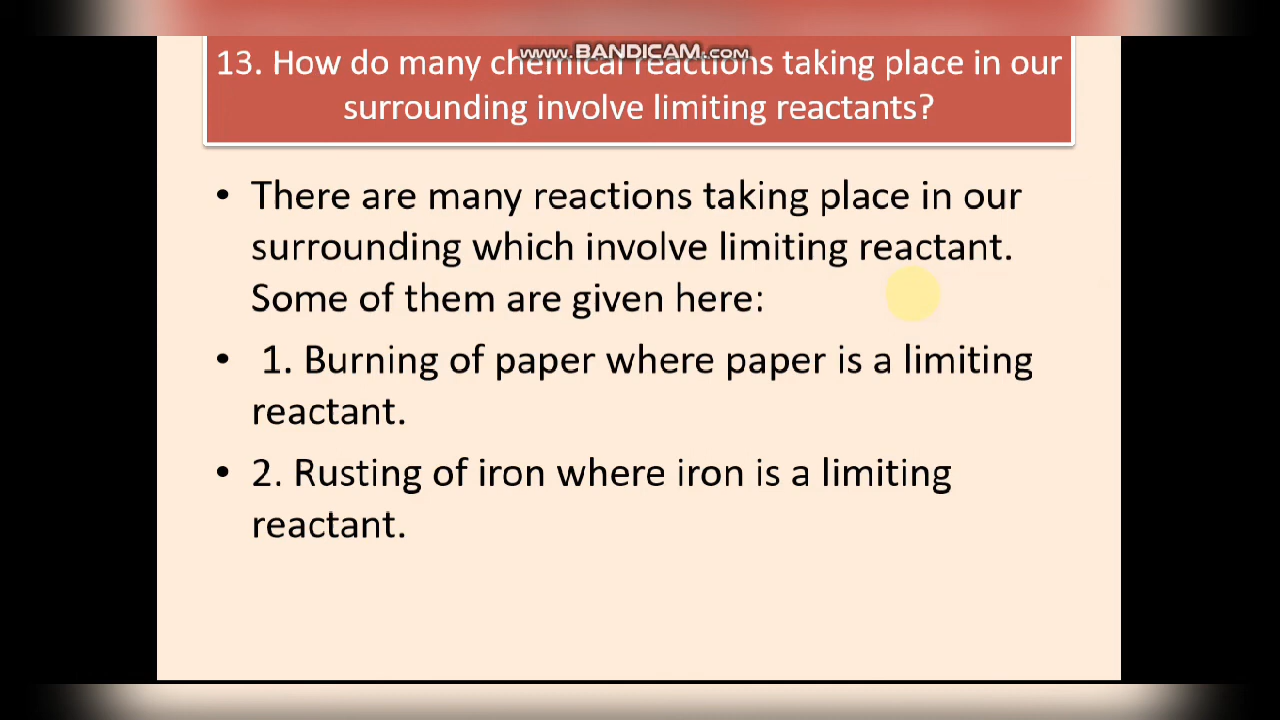 www.BANDICAM.com
13. How do many chemical reactions taking place in our
surrounding involve limiting reactants?
• There are many reactions taking place in our
surrounding which involve limiting reactant.
Some of them are given here:
• 1. Burning of paper where paper is a limiting
reactant.
• 2. Rusting of iron where iron is a limiting
reactant.